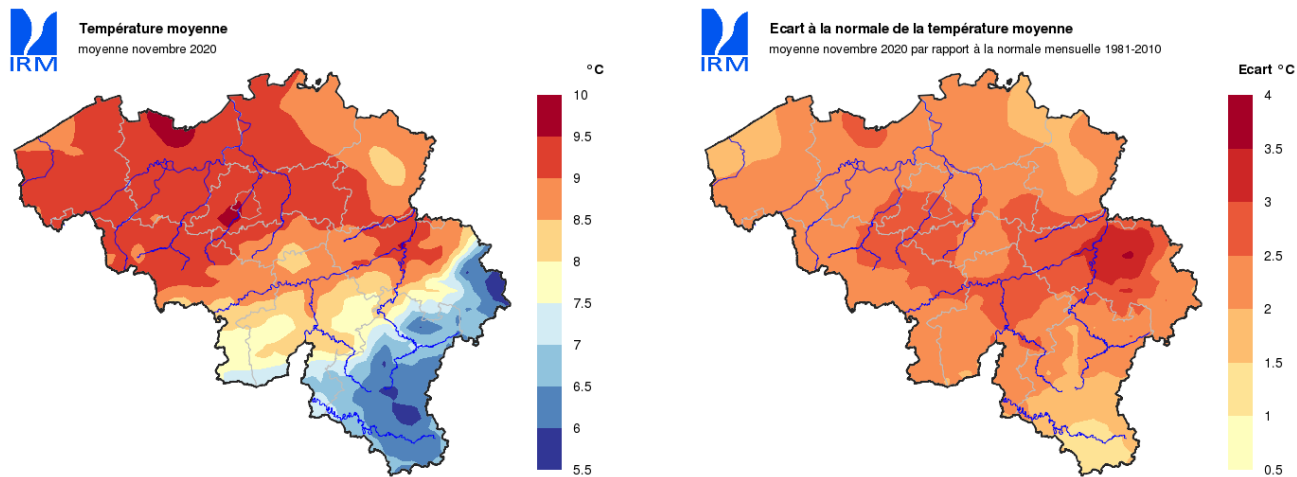 IRM
Température moyenne
moyenne novembre 2020
°C
10
9.5
9
8.5
8
7.5
7
6.5
6
5.5
IRM
Ecart à la normale de la température moyenne
moyenne novembre 2020 par rapport à la normale mensuelle 1981-2010
Ecart °C
4
3.5
3
2.5
2
1.5
1
0.5